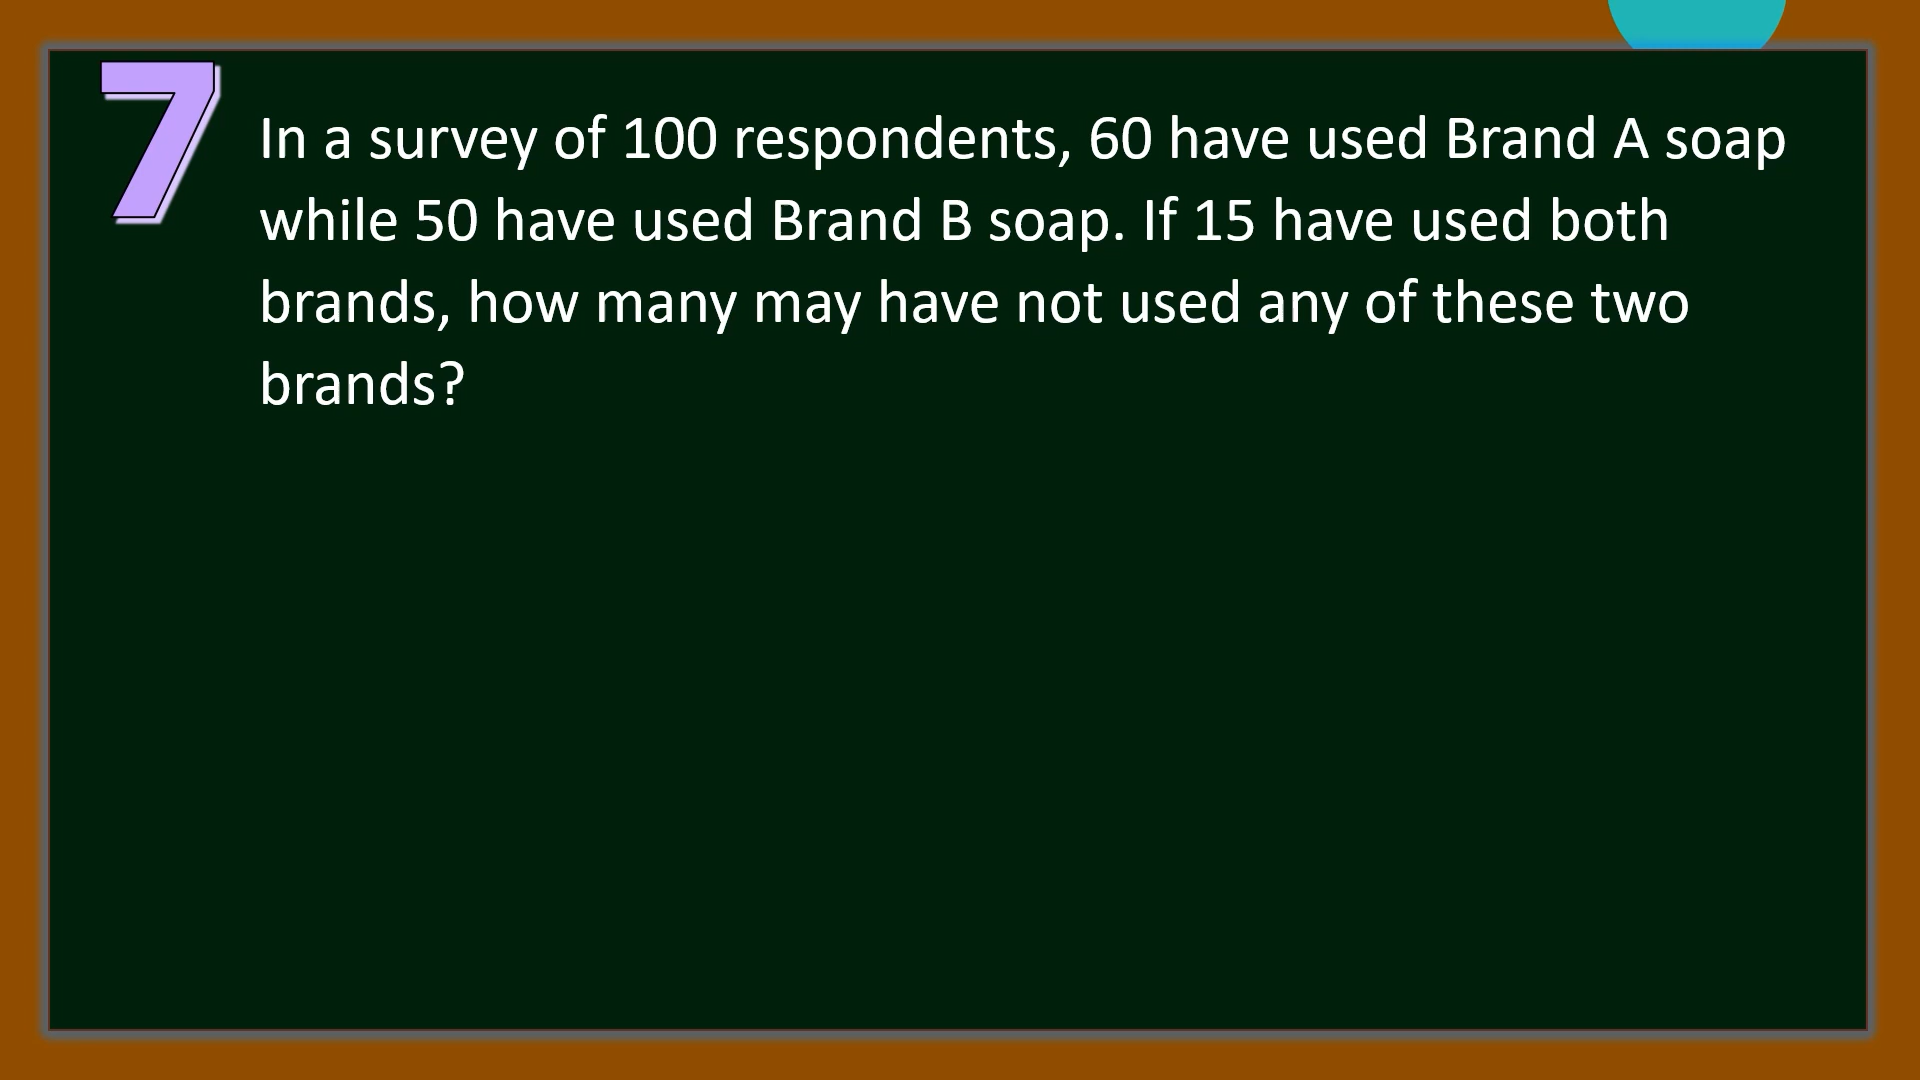 7
In a survey of 100 respondents, 60 have used Brand A soap
while 50 have used Brand B soap. If 15 have used both
brands, how many may have not used any of these two
brands?